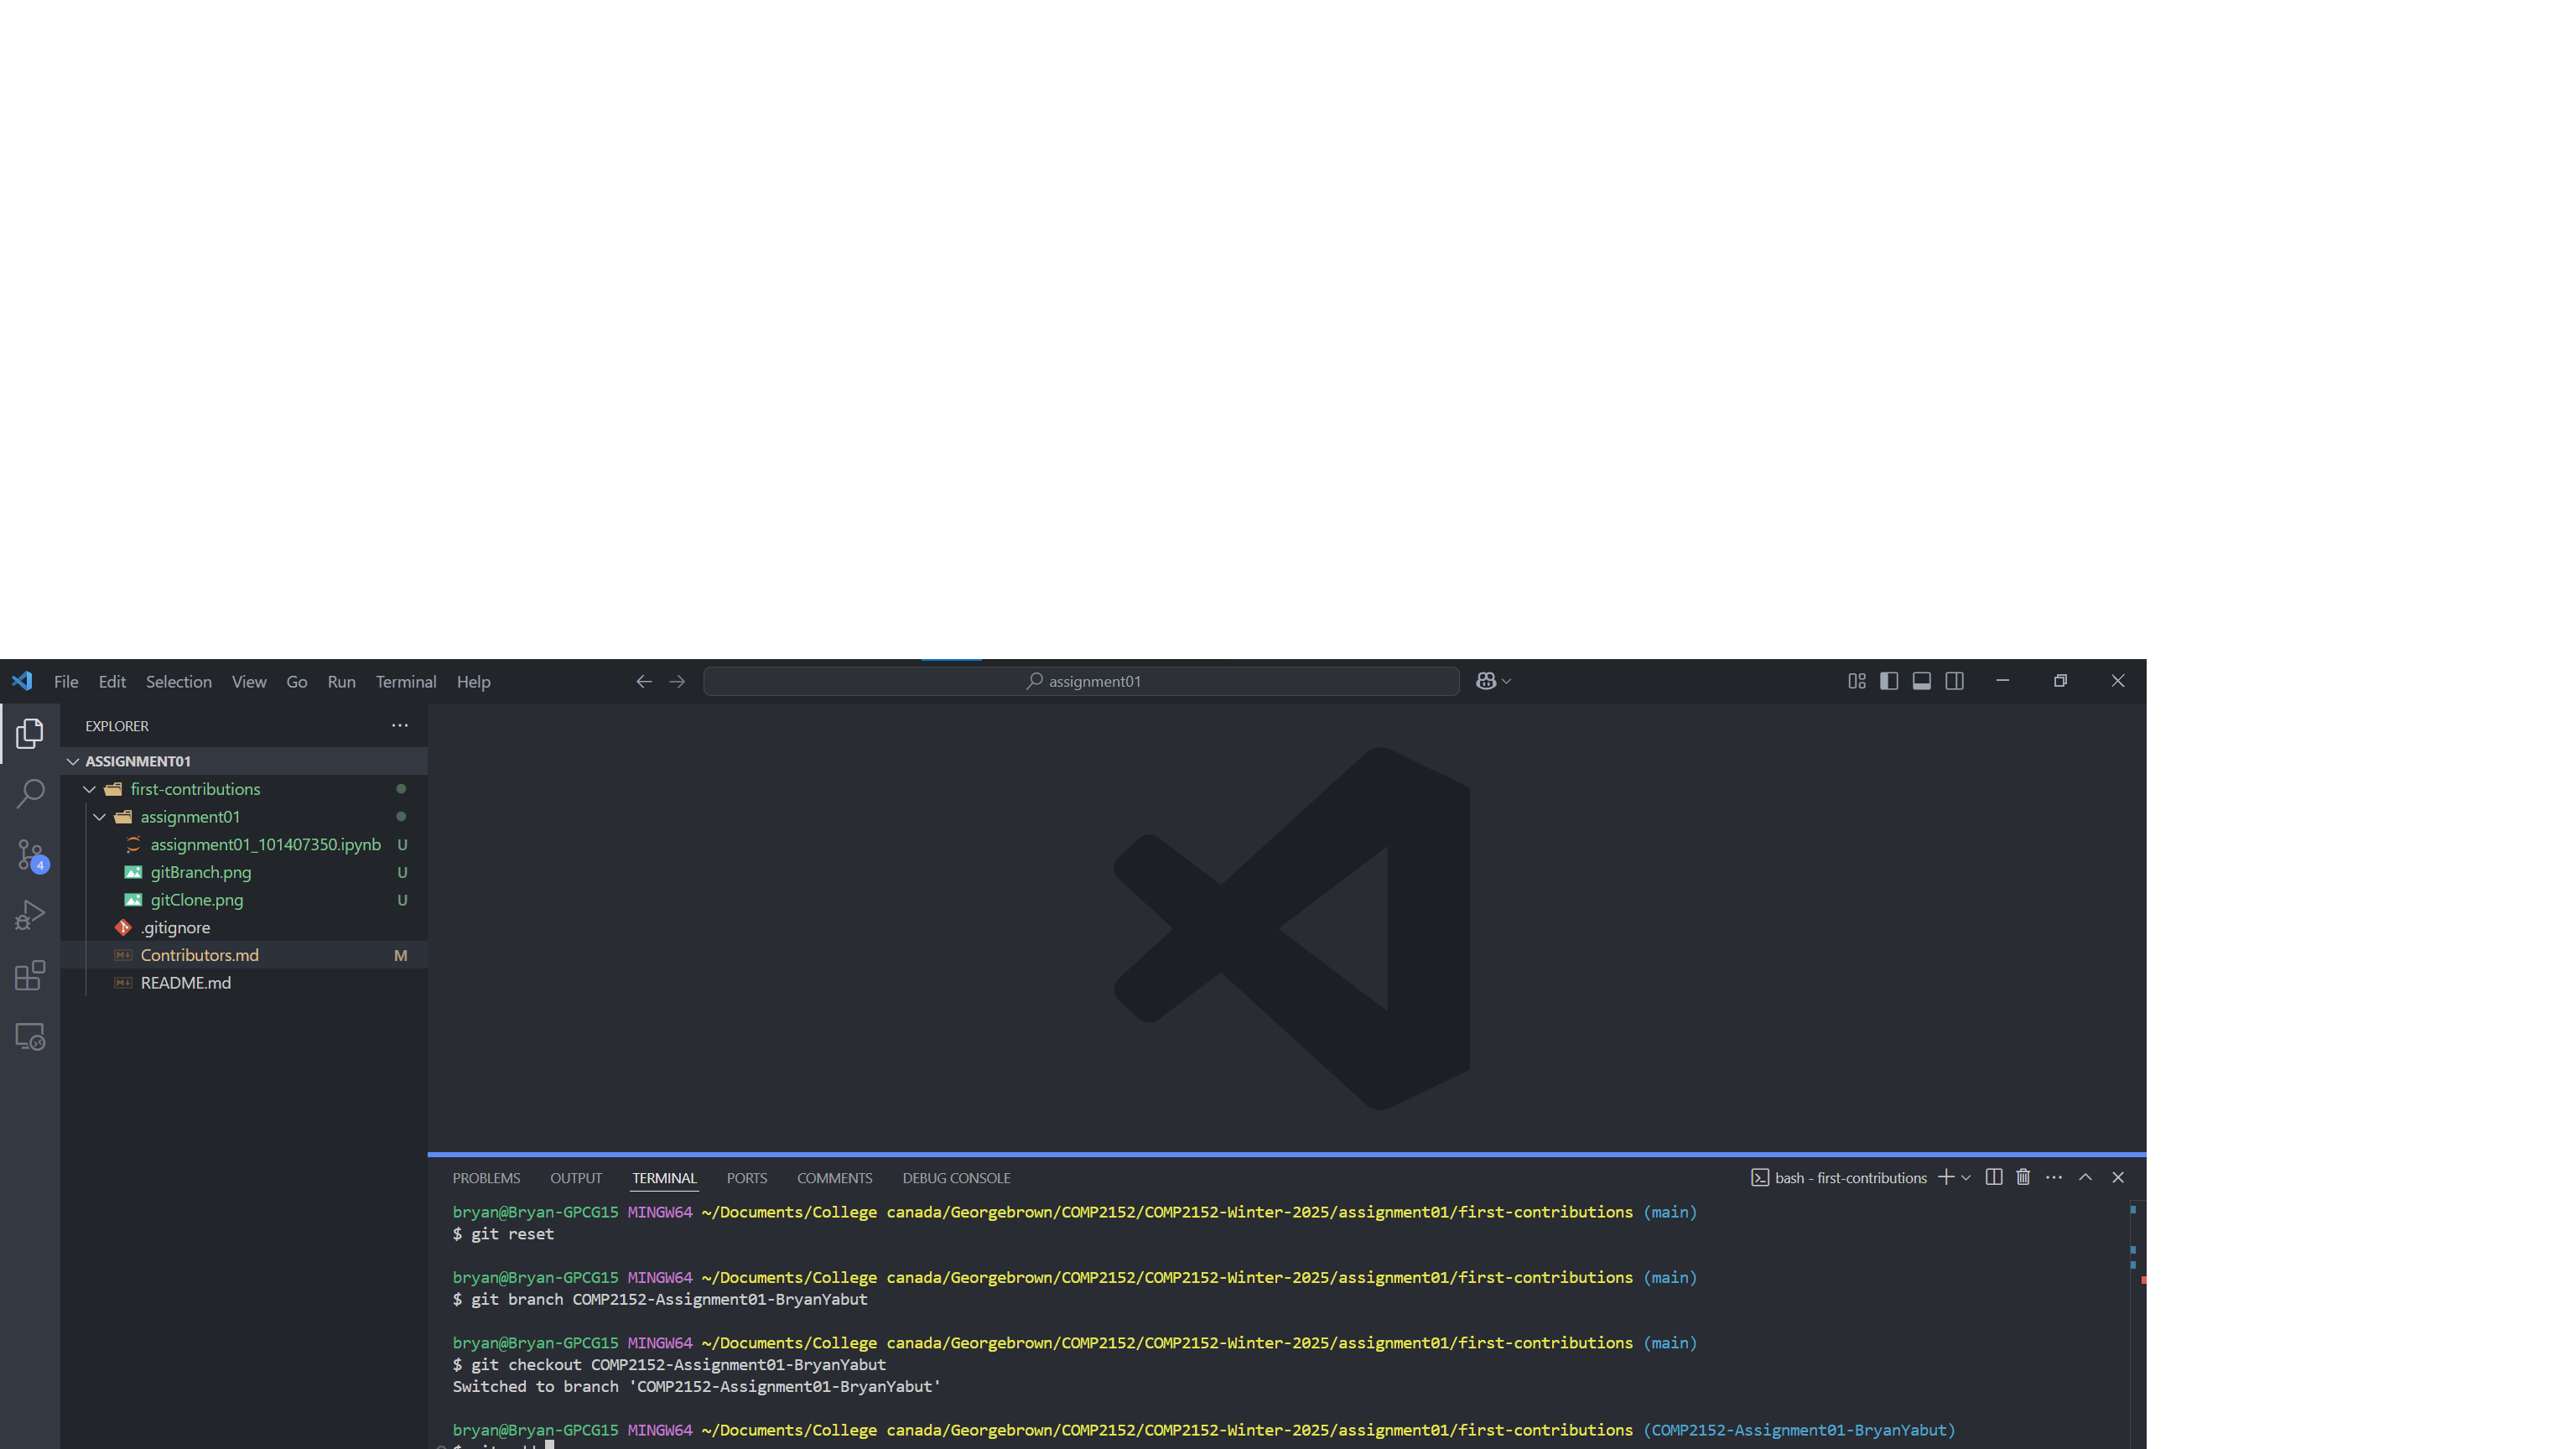 File Edit Selection View Go Run Terminal Help
assignment01
EXPLORER
ASSIGNMENT01
first-contributions
assignment01
assignment01_101407350.ipynb U
gitBranch.png U
gitClone.png U
.gitignore
Contributors.md M
README.md
4
PROBLEMS OUTPUT TERMINAL PORTS COMMENTS DEBUG CONSOLE
bash - first-contributions
bryan@Bryan-GPCG15 MINGW64 ~/Documents/College canada/Georgebrown/COMP2152/COMP2152-Winter-2025/assignment01/first-contributions (main)
$ git reset
bryan@Bryan-GPCG15 MINGW64 ~/Documents/College canada/Georgebrown/COMP2152/COMP2152-Winter-2025/assignment01/first-contributions (main)
$ git branch COMP2152-Assignment01-BryanYabut
bryan@Bryan-GPCG15 MINGW64 ~/Documents/College canada/Georgebrown/COMP2152/COMP2152-Winter-2025/assignment01/first-contributions (main)
$ git checkout COMP2152-Assignment01-BryanYabut
Switched to branch 'COMP2152-Assignment01-BryanYabut'
bryan@Bryan-GPCG15 MINGW64 ~/Documents/College canada/Georgebrown/COMP2152/COMP2152-Winter-2025/assignment01/first-contributions (COMP2152-Assignment01-BryanYabut)